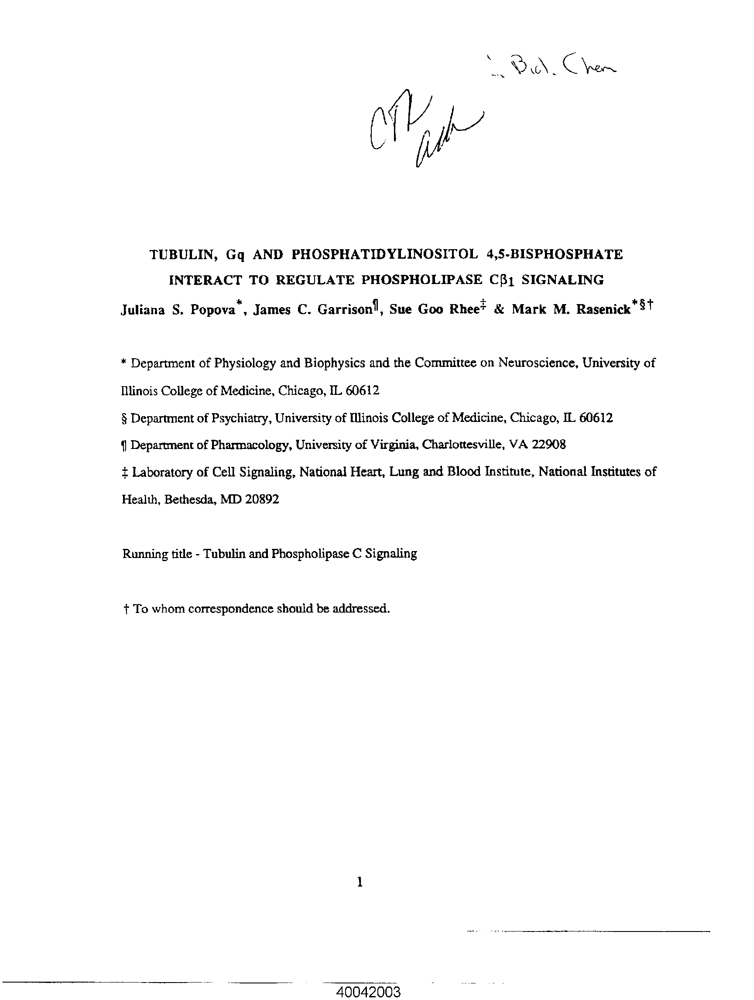 J. Biol. Chem
CTR
TUBULIN, Gq AND PHOSPHATIDYLINOSITOL 4,5-BISPHOSPHATE
INTERACT TO REGULATE PHOSPHOLIPASE Cβ1 SIGNALING
Juliana S. Popova*, James C. Garrison¶, Sue Goo Rhee‡ & Mark M. Rasenick*§†
* Department of Physiology and Biophysics and the Committee on Neuroscience, University of
Illinois College of Medicine, Chicago, IL 60612
§ Department of Psychiatry, University of Illinois College of Medicine, Chicago, IL 60612
¶ Department of Pharmacology, University of Virginia, Charlottesville, VA 22908
‡ Laboratory of Cell Signaling, National Heart, Lung and Blood Institute, National Institutes of
Health, Bethesda, MD 20892
Running title - Tubulin and Phospholipase C Signaling
† To whom correspondence should be addressed.
1
40042003